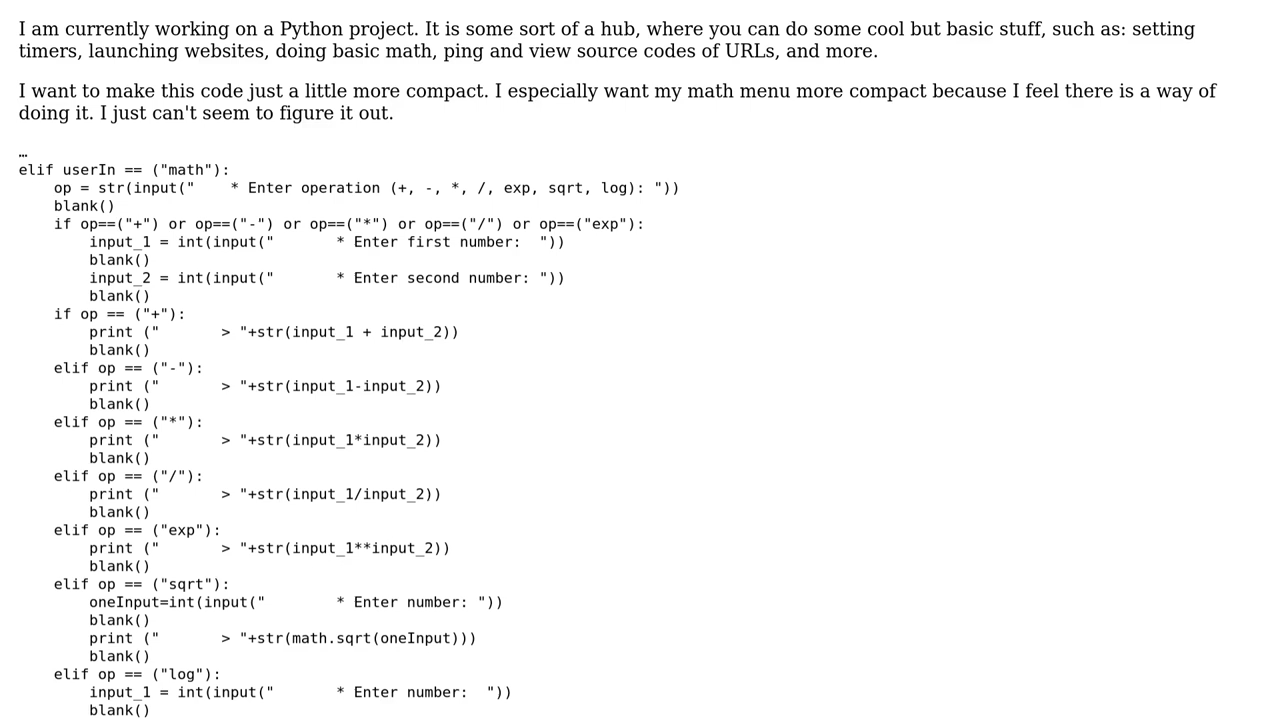 I am currently working on a Python project. It is some sort of a hub, where you can do some cool but basic stuff, such as: setting
timers, launching websites, doing basic math, ping and view source codes of URLs, and more.
I want to make this code just a little more compact. I especially want my math menu more compact because I feel there is a way of
doing it. I just can't seem to figure it out.
…
elif userIn == ("math"):
    op = str(input("    * Enter operation (+, -, *, /, exp, sqrt, log): "))
    blank()
    if op==("+") or op==("-") or op==("*") or op==("/") or op==("exp"):
        input_1 = int(input("       * Enter first number:  "))
        blank()
        input_2 = int(input("       * Enter second number: "))
        blank()
    if op == ("+"):
        print ("       > "+str(input_1 + input_2))
        blank()
    elif op == ("-"):
        print ("       > "+str(input_1-input_2))
        blank()
    elif op == ("*"):
        print ("       > "+str(input_1*input_2))
        blank()
    elif op == ("/"):
        print ("       > "+str(input_1/input_2))
        blank()
    elif op == ("exp"):
        print ("       > "+str(input_1**input_2))
        blank()
    elif op == ("sqrt"):
        oneInput=int(input("        * Enter number: "))
        blank()
        print ("       > "+str(math.sqrt(oneInput)))
        blank()
    elif op == ("log"):
        input_1 = int(input("       * Enter number:  "))
        blank()